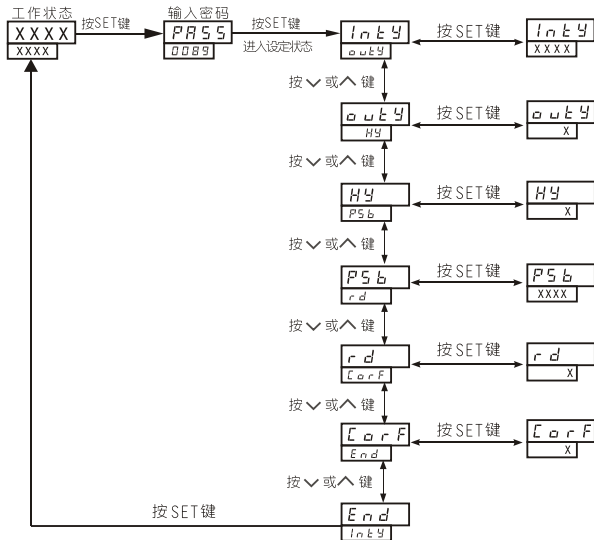 工作状态
XXXX
XXXX
按SET键
输入密码
PASS
0089
按SET键
进入设定状态
IntY
outY
按SET键
IntY
XXXX
按 ∨ 或 ∧ 键
outY
HY
按SET键
outY
X
按 ∨ 或 ∧ 键
HY
PSb
按SET键
HY
X
按 ∨ 或 ∧ 键
PSb
rd
按SET键
PSb
XXXX
按 ∨ 或 ∧ 键
rd
CorF
按SET键
rd
X
按 ∨ 或 ∧ 键
CorF
End
按SET键
CorF
X
按 ∨ 或 ∧ 键
End
IntY
按SET键